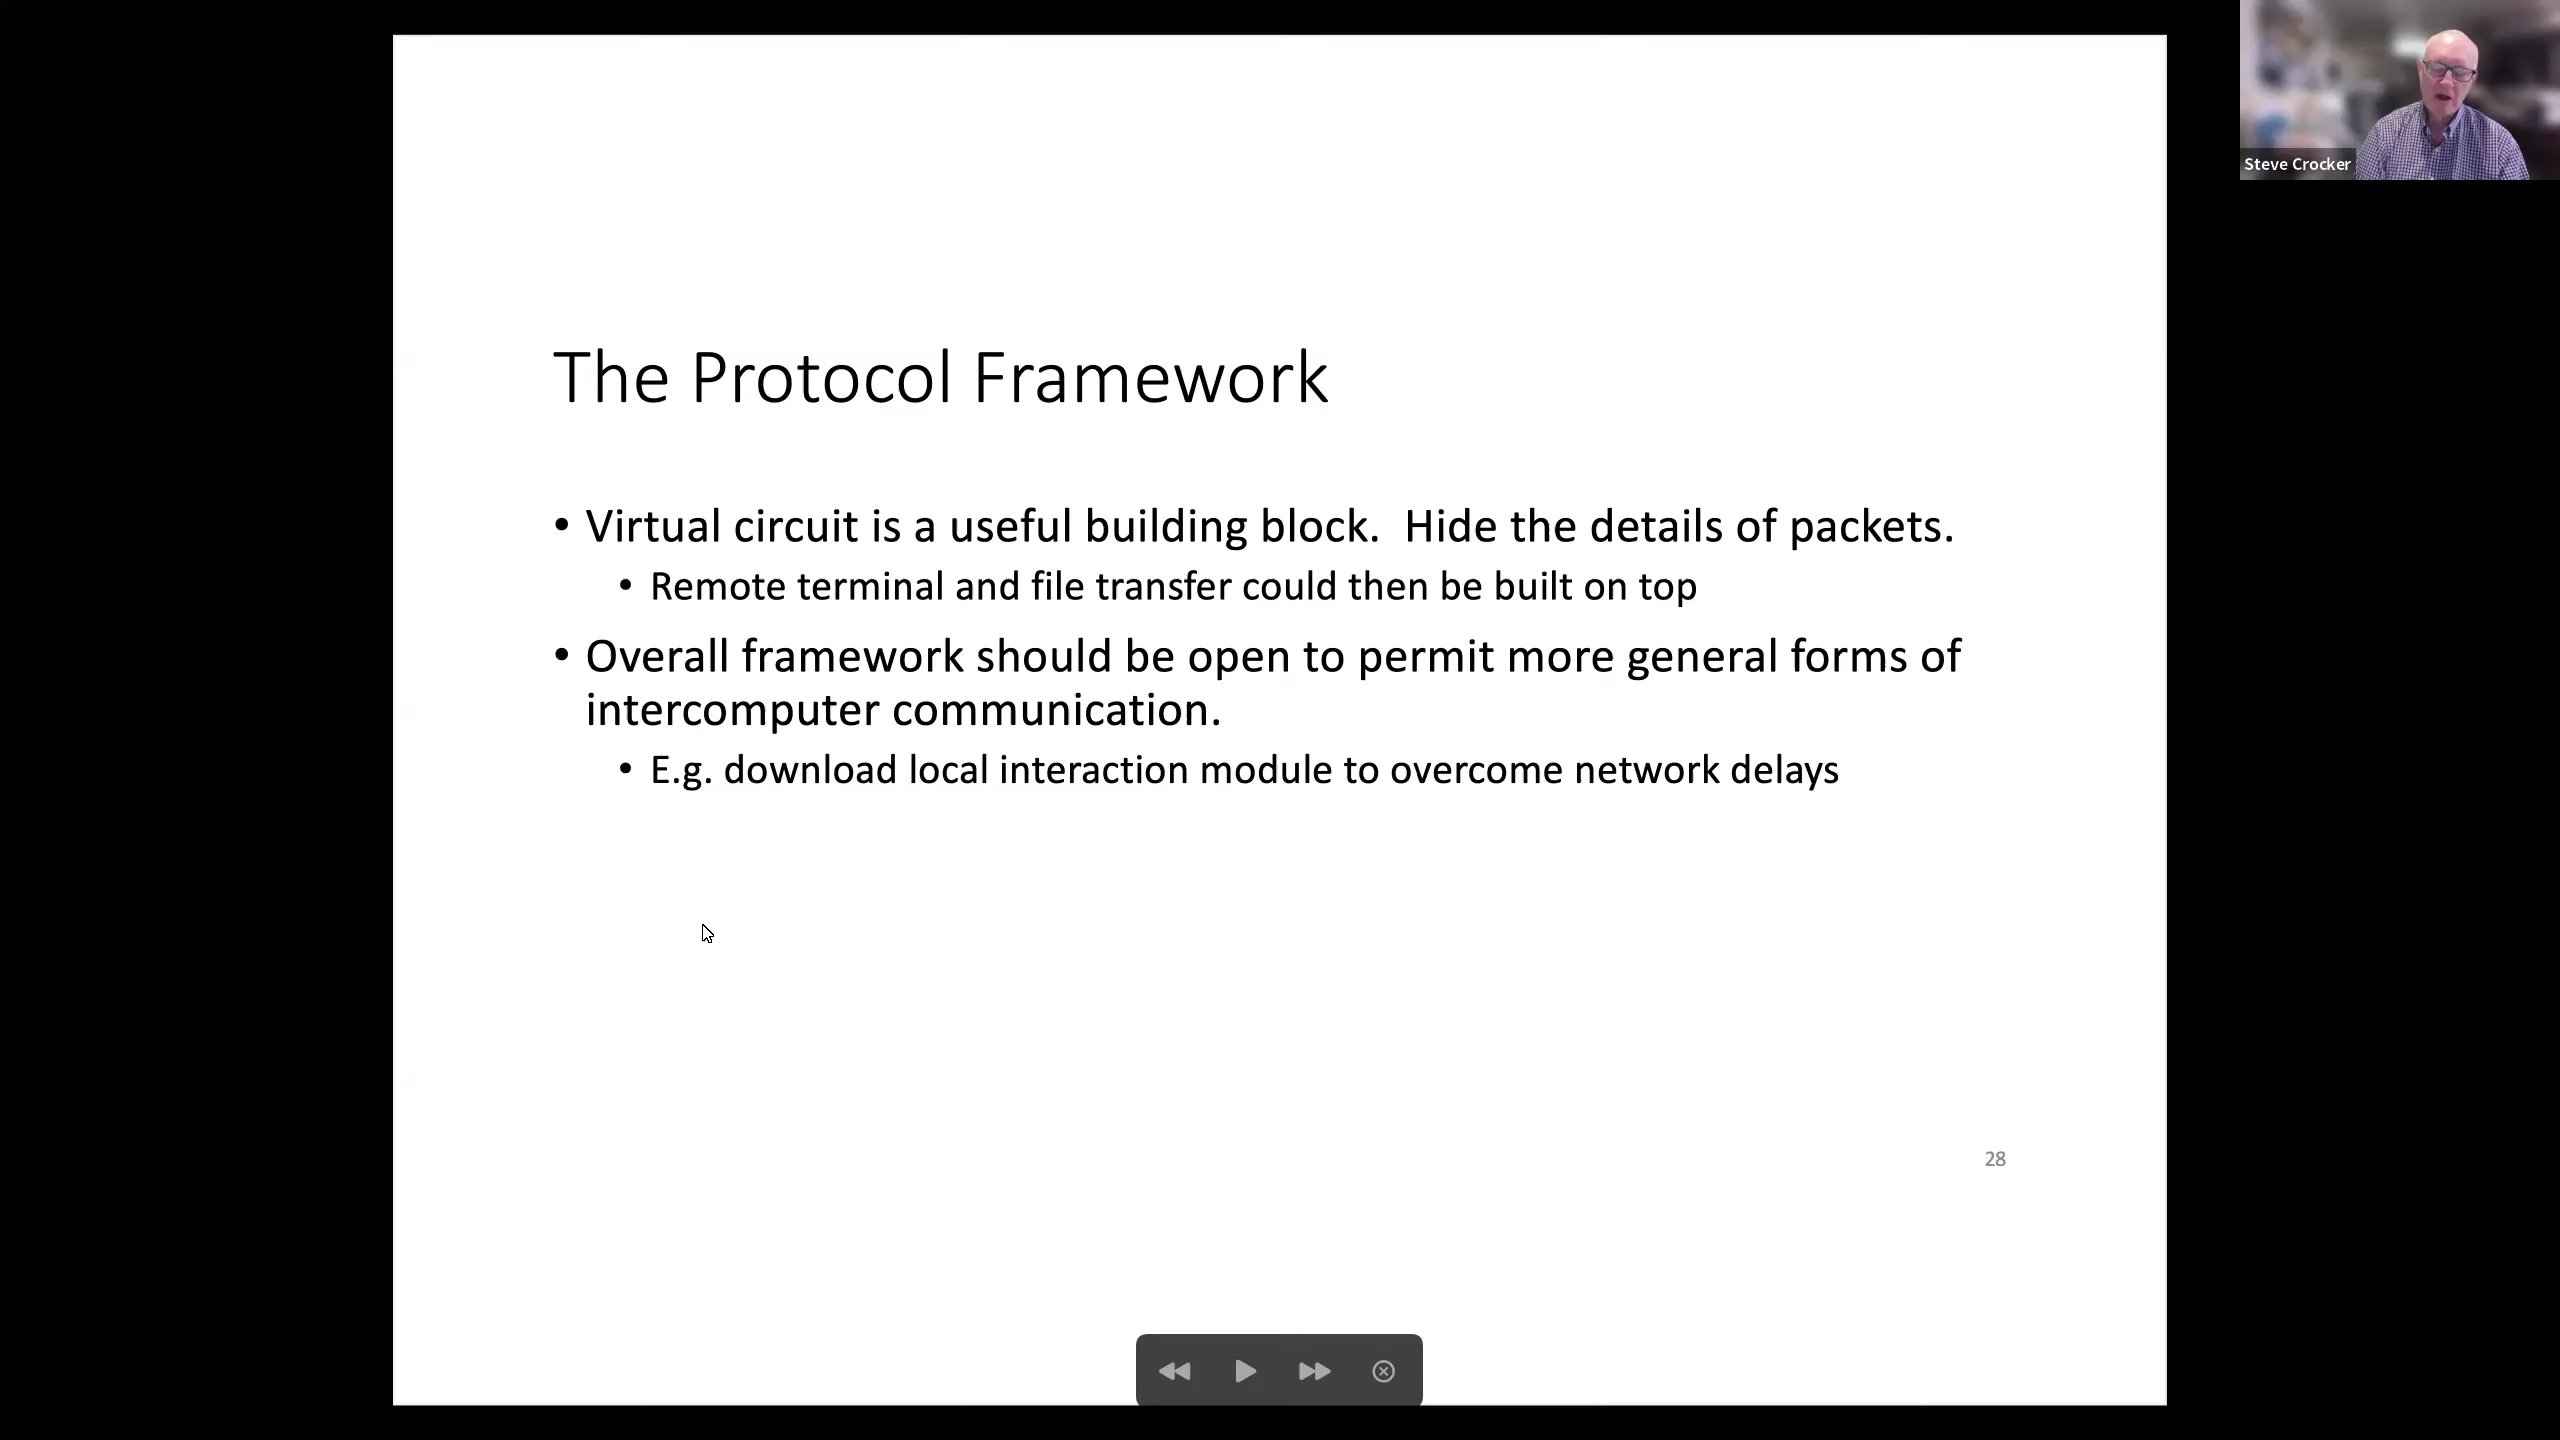 Steve Crocker
The Protocol Framework
• Virtual circuit is a useful building block.  Hide the details of packets.
• Remote terminal and file transfer could then be built on top
• Overall framework should be open to permit more general forms of
intercomputer communication.
• E.g. download local interaction module to overcome network delays
28